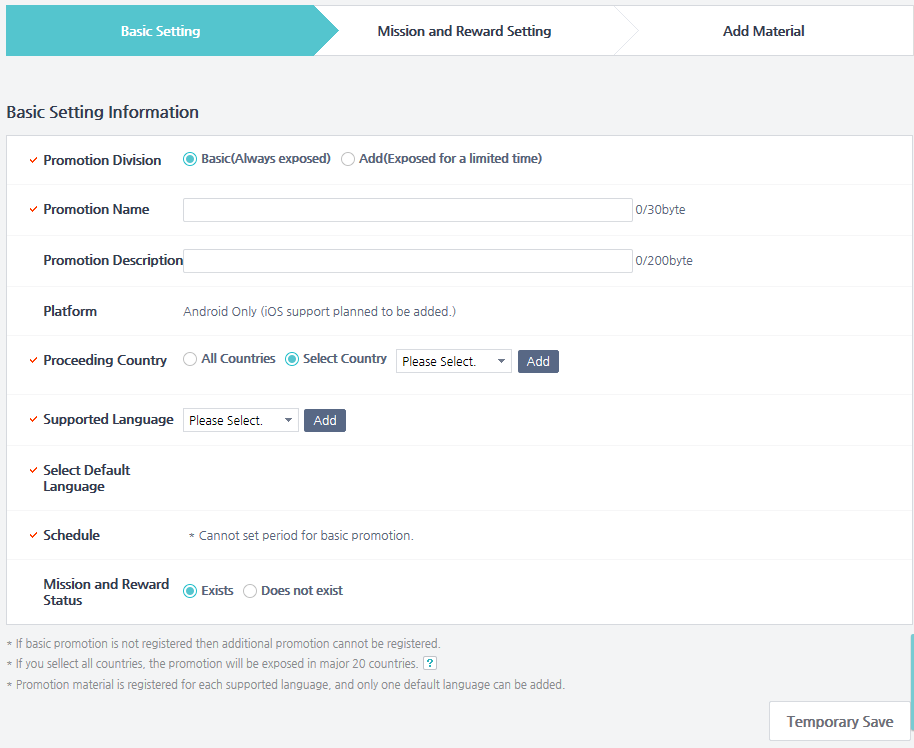 Basic Setting
Mission and Reward Setting
Add Material
Basic Setting Information
Promotion Division
Basic(Always exposed)
Add(Exposed for a limited time)
Promotion Name
0/30byte
Promotion Description
0/200byte
Platform
Android Only (iOS support planned to be added.)
Proceeding Country
All Countries
Select Country
Please Select.
Add
Supported Language
Please Select.
Add
Select Default
Language
Schedule
* Cannot set period for basic promotion.
Mission and Reward
Status
Exists
Does not exist
* If basic promotion is not registered then additional promotion cannot be registered.
* If you sellect all countries, the promotion will be exposed in major 20 countries. ?
* Promotion material is registered for each supported language, and only one default language can be added.
Temporary Save